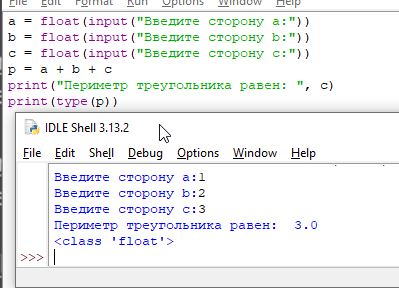 File Edit Format Run Options Window Help
a = float(input("Введите сторону a:"))
b = float(input("Введите сторону b:"))
c = float(input("Введите сторону c:"))
p = a + b + c
print("Периметр треугольника равен: ", c)
print(type(p))
IDLE Shell 3.13.2
File Edit Shell Debug Options Window Help
Введите сторону a:1
Введите сторону b:2
Введите сторону c:3
Периметр треугольника равен:  3.0
<class 'float'>
>>>